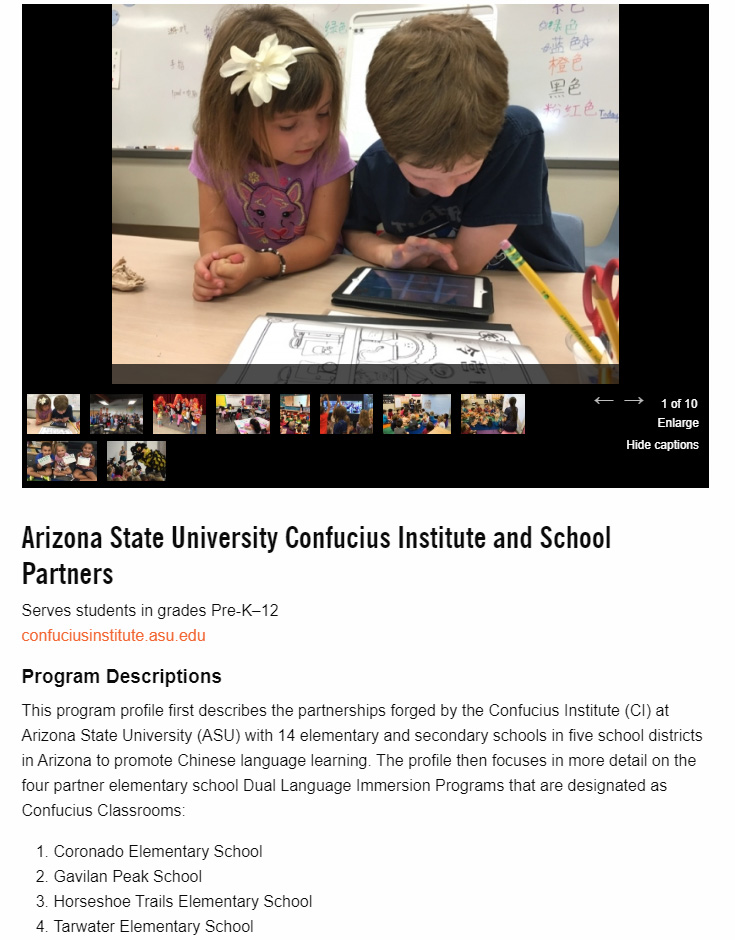 绿色
蓝色
橙色
黑色
粉红色
Today
1 of 10
Enlarge
Hide captions
Arizona State University Confucius Institute and School
Partners
Serves students in grades Pre-K–12
confuciusinstitute.asu.edu
Program Descriptions
This program profile first describes the partnerships forged by the Confucius Institute (CI) at
Arizona State University (ASU) with 14 elementary and secondary schools in five school districts
in Arizona to promote Chinese language learning. The profile then focuses in more detail on the
four partner elementary school Dual Language Immersion Programs that are designated as
Confucius Classrooms:
1. Coronado Elementary School
2. Gavilan Peak School
3. Horseshoe Trails Elementary School
4. Tarwater Elementary School